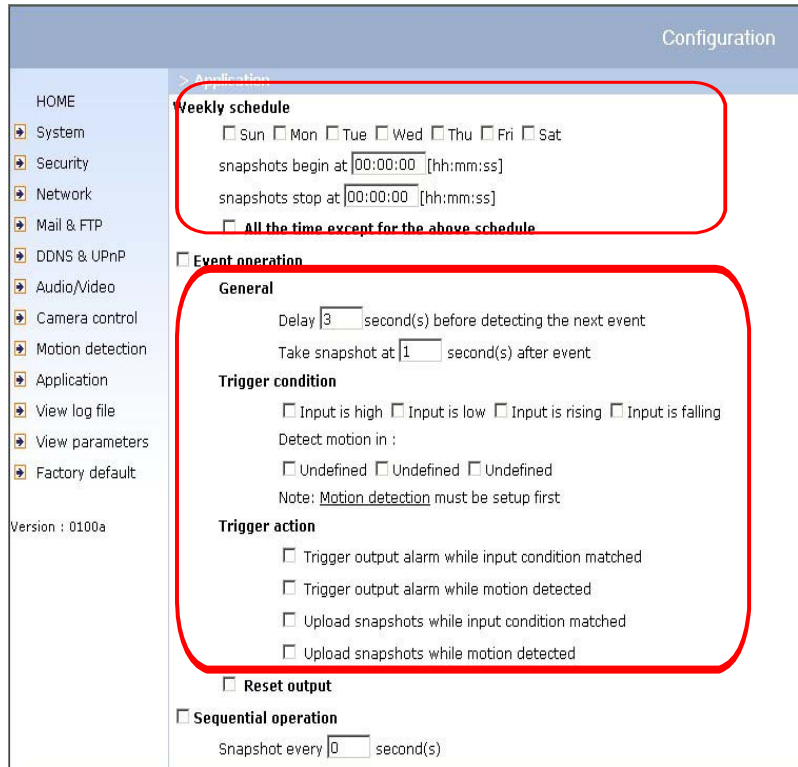 Configuration
> Application
HOME
System
Security
Network
Mail & FTP
DDNS & UPnP
Audio/Video
Camera control
Motion detection
Application
View log file
View parameters
Factory default
Version : 0100a
Weekly schedule
Sun Mon Tue Wed Thu Fri Sat
snapshots begin at 00:00:00 [hh:mm:ss]
snapshots stop at 00:00:00 [hh:mm:ss]
All the time except for the above schedule
Event operation
General
Delay 3 second(s) before detecting the next event
Take snapshot at 1 second(s) after event
Trigger condition
Input is high Input is low Input is rising Input is falling
Detect motion in :
Undefined Undefined Undefined
Note: Motion detection must be setup first
Trigger action
Trigger output alarm while input condition matched
Trigger output alarm while motion detected
Upload snapshots while input condition matched
Upload snapshots while motion detected
Reset output
Sequential operation
Snapshot every 0 second(s)